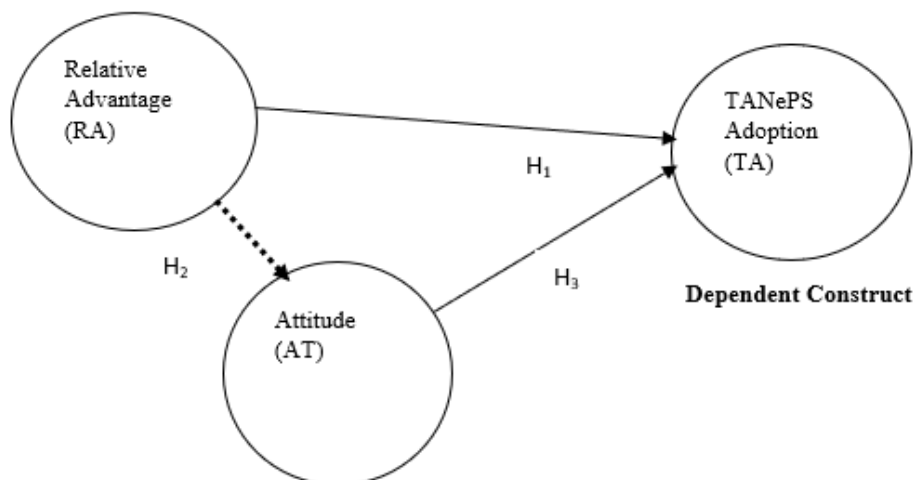 Relative
Advantage
(RA)
TANePS
Adoption
(TA)
H₁
H₂
H₃
Dependent Construct
Attitude
(AT)